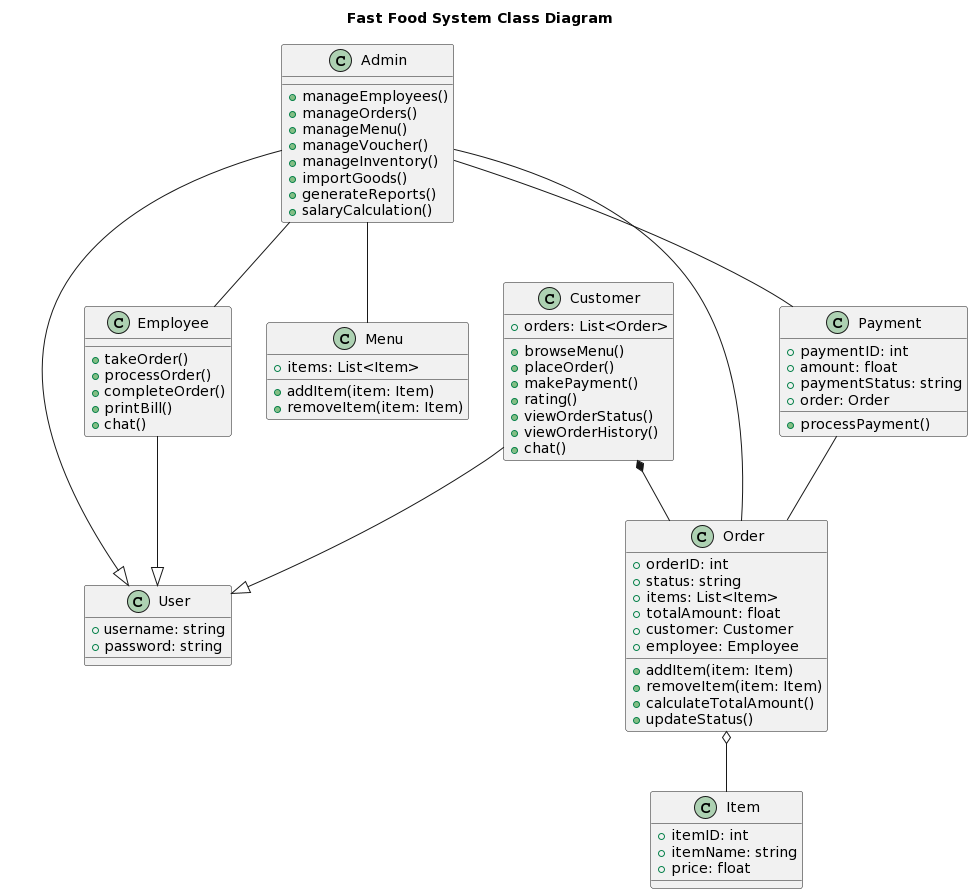 Fast Food System Class Diagram
C Admin
manageEmployees()
manageOrders()
manageMenu()
manageVoucher()
manageInventory()
importGoods()
generateReports()
salaryCalculation()
C Employee
takeOrder()
processOrder()
completeOrder()
printBill()
chat()
C Menu
items: List<Item>
addItem(item: Item)
removeItem(item: Item)
C Customer
orders: List<Order>
browseMenu()
placeOrder()
makePayment()
rating()
viewOrderStatus()
viewOrderHistory()
chat()
C Payment
paymentID: int
amount: float
paymentStatus: string
order: Order
processPayment()
C User
username: string
password: string
C Order
orderID: int
status: string
items: List<Item>
totalAmount: float
customer: Customer
employee: Employee
addItem(item: Item)
removeItem(item: Item)
calculateTotalAmount()
updateStatus()
C Item
itemID: int
itemName: string
price: float